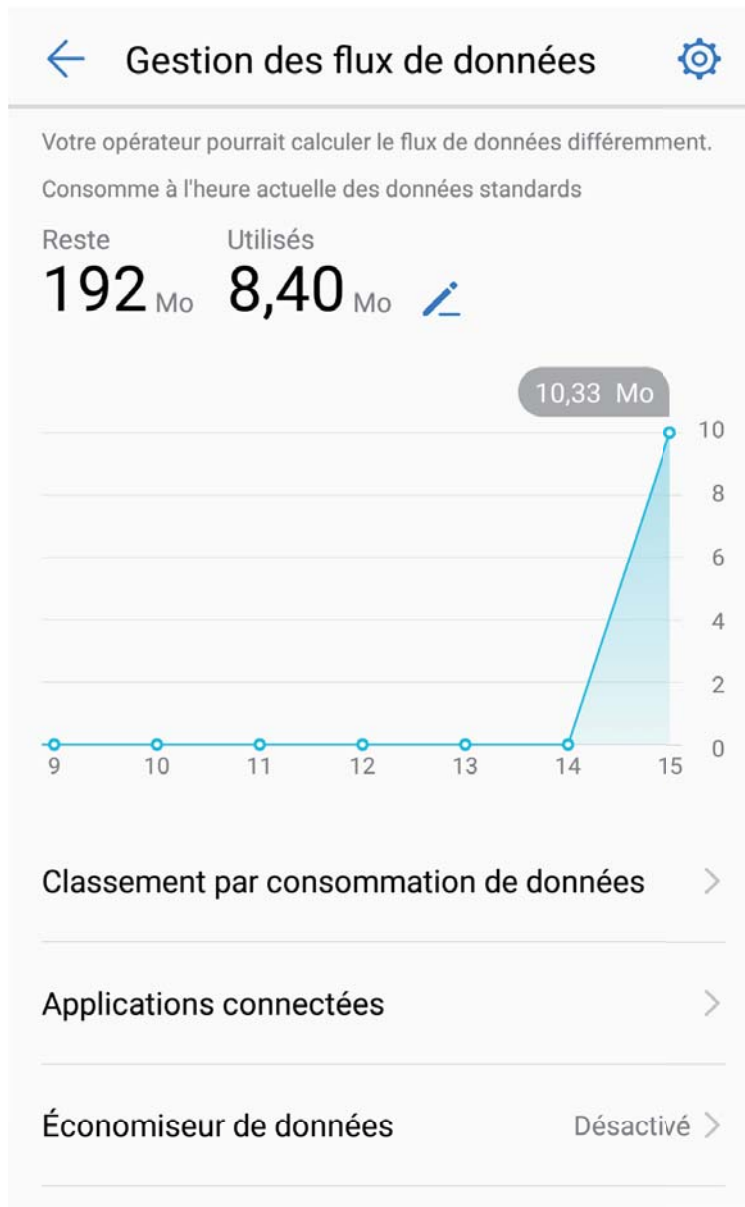 Gestion des flux de données
Votre opérateur pourrait calculer le flux de données différemment.
Consomme à l'heure actuelle des données standards
Reste Utilisés
192 Mo 8,40 Mo
10,33 Mo
10
8
6
4
2
0
9 10 11 12 13 14 15
Classement par consommation de données
Applications connectées
Économiseur de données Désactivé